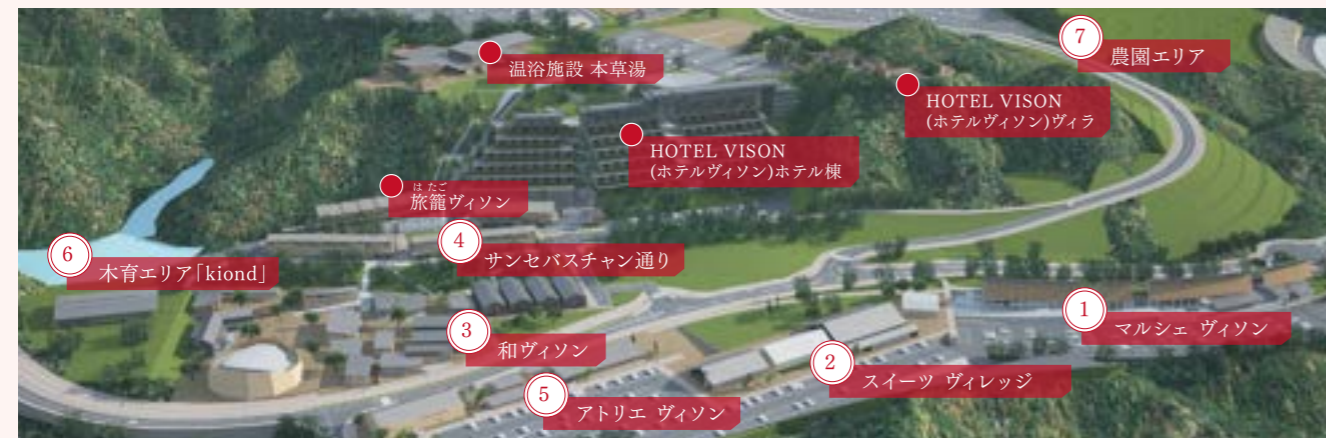 7
農園エリア
温浴施設 本草湯
HOTEL VISON
(ホテルヴィソン)ヴィラ
HOTEL VISON
(ホテルヴィソン)ホテル棟
はたご
旅籠ヴィソン
4
サンセバスチャン通り
6
木育エリア「kiond」
1
マルシェ ヴィソン
3
和ヴィソン
2
スイーツ ヴィレッジ
5
アトリエ ヴィソン